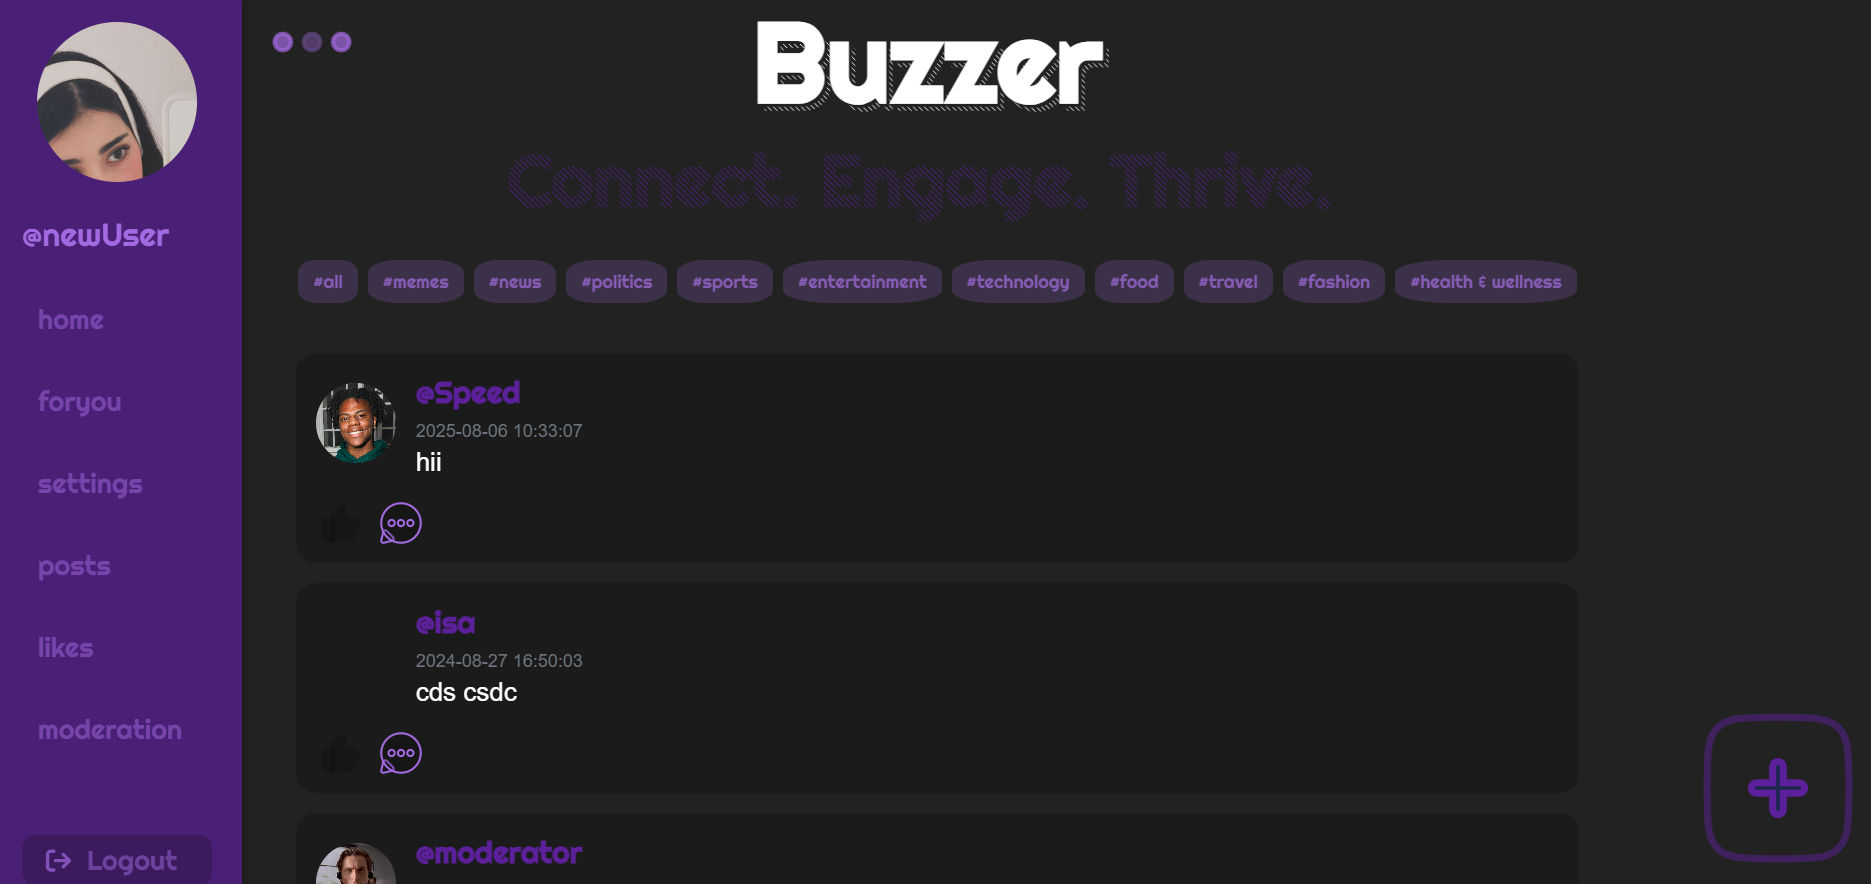 Buzzer
Connect. Engage. Thrive.
@newUser
home
foryou
settings
posts
likes
moderation
Logout
#all #memes #news #politics #sports #entertainment #technology #food #travel #fashion #health & wellness
@Speed
2025-08-06 10:33:07
hii
@isa
2024-08-27 16:50:03
cds csdc
@moderator